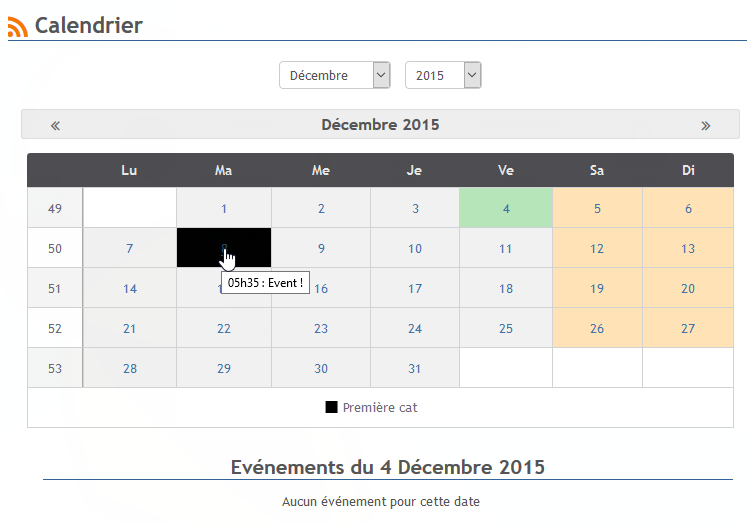 Calendrier
Décembre 2015
« Décembre 2015 »
Lu Ma Me Je Ve Sa Di
49 1 2 3 4 5 6
50 7 8 9 10 11 12 13
05h35 : Event !
51 14 16 17 18 19 20
52 21 22 23 24 25 26 27
53 28 29 30 31
Première cat
Evénements du 4 Décembre 2015
Aucun événement pour cette date